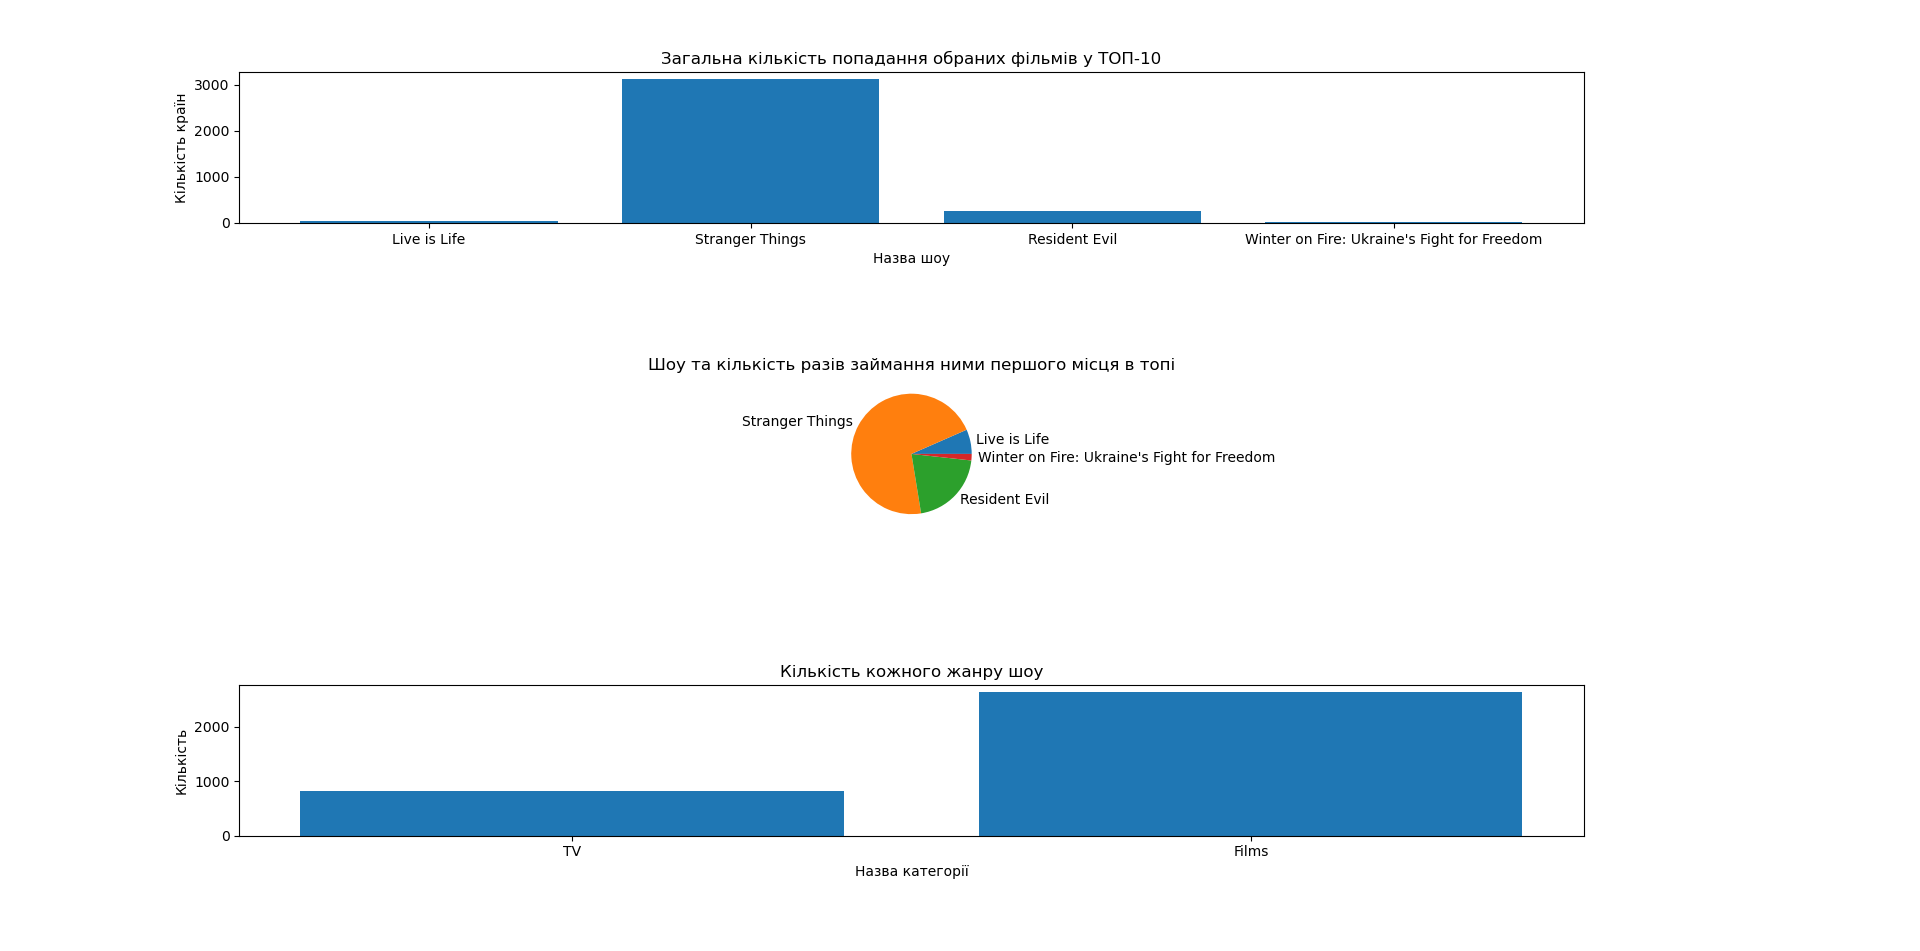 Загальна кількість попадання обраних фільмів у ТОП-10
Кількість країн
3000
2000
1000
0
Live is Life
Stranger Things
Resident Evil
Winter on Fire: Ukraine's Fight for Freedom
Назва шоу
Шоу та кількість разів займання ними першого місця в топі
Stranger Things
Live is Life
Winter on Fire: Ukraine's Fight for Freedom
Resident Evil
Кількість кожного жанру шоу
Кількість
2000
1000
0
TV
Films
Назва категорії